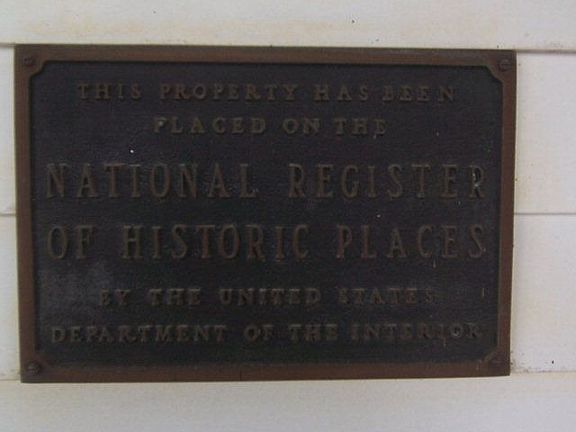 THIS PROPERTY HAS BEEN
PLACED ON THE
NATIONAL REGISTER
OF HISTORIC PLACES
BY THE UNITED STATES
DEPARTMENT OF THE INTERIOR